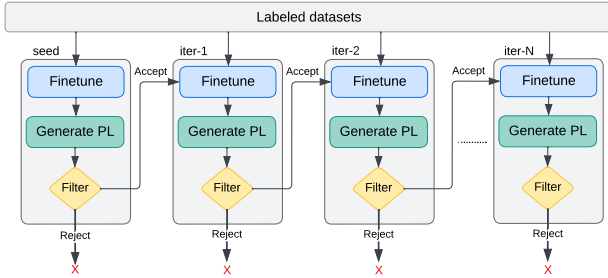 Labeled datasets
seed
iter-1
iter-2
iter-N
Accept
Accept
Accept
Finetune
Finetune
Finetune
Finetune
Generate PL
Generate PL
Generate PL
Generate PL
...........
Filter
Filter
Filter
Filter
Reject
Reject
Reject
Reject
X
X
X
X